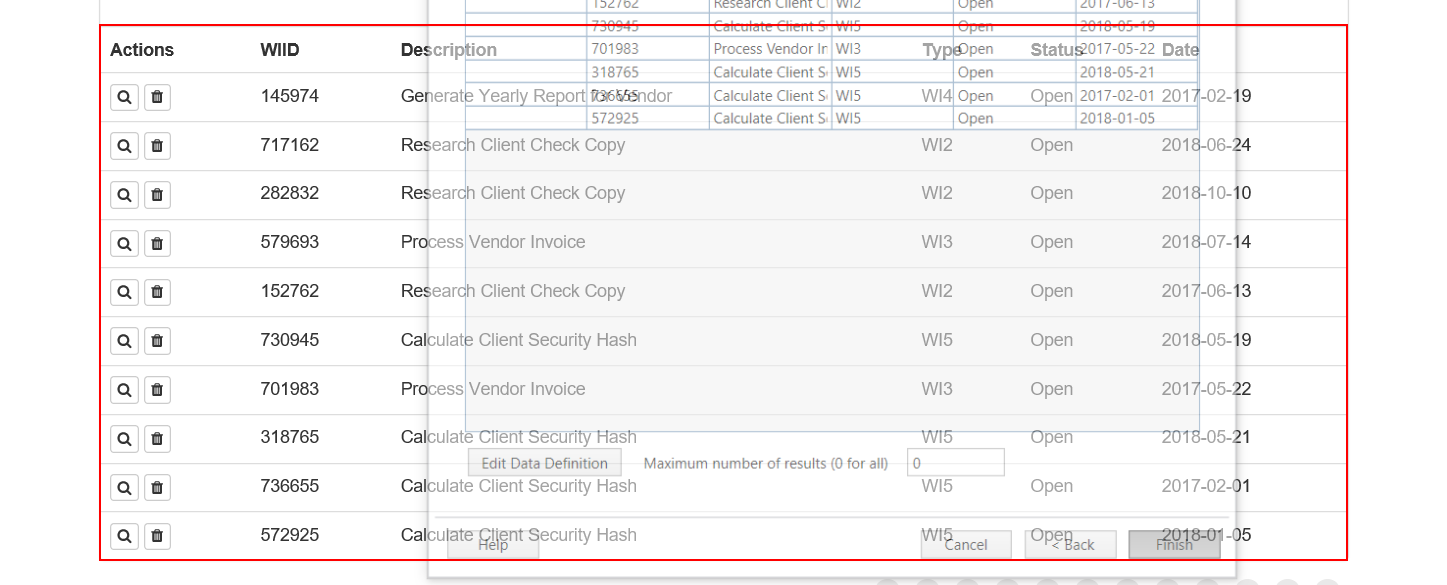 152762 Research Client C WI2 Open 2017-06-13
730945 Calculate Client S WI5 Open 2018-05-19
Actions WIID Description Type Status Date
701983 Process Vendor In WI3 Open 2017-05-22
318765 Calculate Client S WI5 Open 2018-05-21
145974 Generate Yearly Report for Vendor WI4 Open 2017-02-19
736655 Calculate Client S WI5 Open 2017-02-01
572925 Calculate Client S WI5 Open 2018-01-05
717162 Research Client Check Copy WI2 Open 2018-06-24
282832 Research Client Check Copy WI2 Open 2018-10-10
579693 Process Vendor Invoice WI3 Open 2018-07-14
152762 Research Client Check Copy WI2 Open 2017-06-13
730945 Calculate Client Security Hash WI5 Open 2018-05-19
701983 Process Vendor Invoice WI3 Open 2017-05-22
318765 Calculate Client Security Hash WI5 Open 2018-05-21
Edit Data Definition Maximum number of results (0 for all) 0
736655 Calculate Client Security Hash WI5 Open 2017-02-01
572925 Calculate Client Security Hash WI5 Open 2018-01-05
Help Cancel < Back Finish